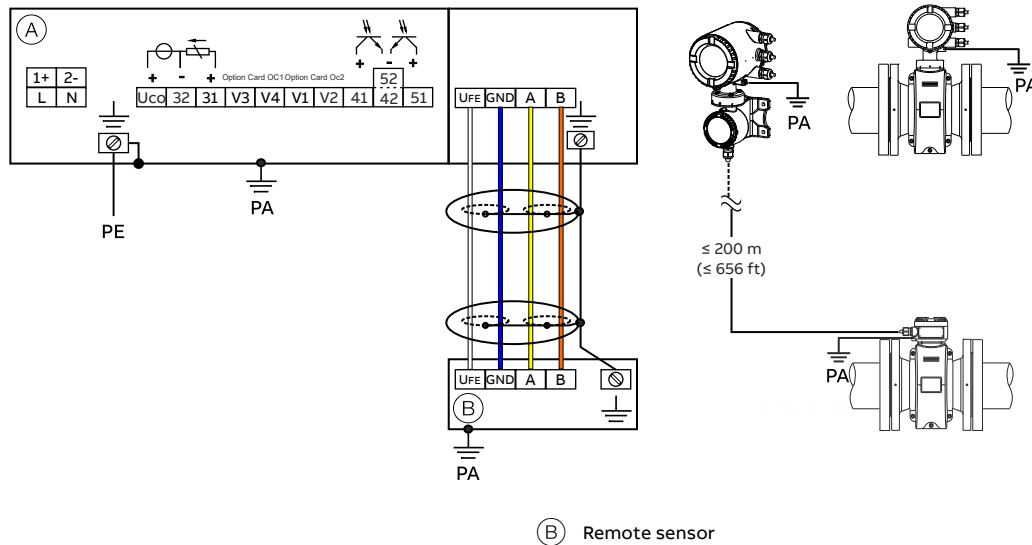 A
+ - +
Option Card OC1 Option Card Oc2
+ - +
1+ 2-
L N
52
Uco 32 31 V3 V4 V1 V2 41 42 51
UFE GND A B
PE
PA
PA
PA
≤ 200 m
(≤ 656 ft)
PA
UFE GND A B
B
PA
B Remote sensor